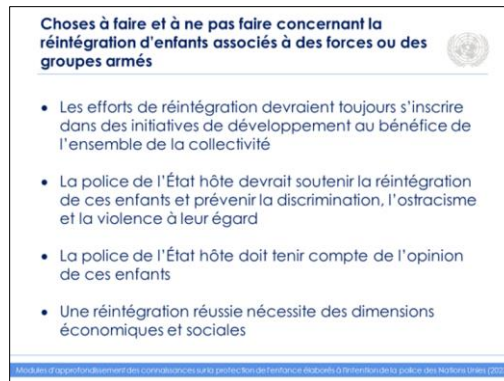 Choses à faire et à ne pas faire concernant la
réintégration d'enfants associés à des forces ou des
groupes armés
• Les efforts de réintégration devraient toujours s'inscrire
dans des initiatives de développement au bénéfice de
l'ensemble de la collectivité
• La police de l'État hôte devrait soutenir la réintégration
de ces enfants et prévenir la discrimination, l'ostracisme
et la violence à leur égard
• La police de l'État hôte doit tenir compte de l'opinion
de ces enfants
• Une réintégration réussie nécessite des dimensions
économiques et sociales
Modules d'approfondissement des connaissances sur la protection de l'enfance élaborés à l'intention de la police des Nations Unies (202